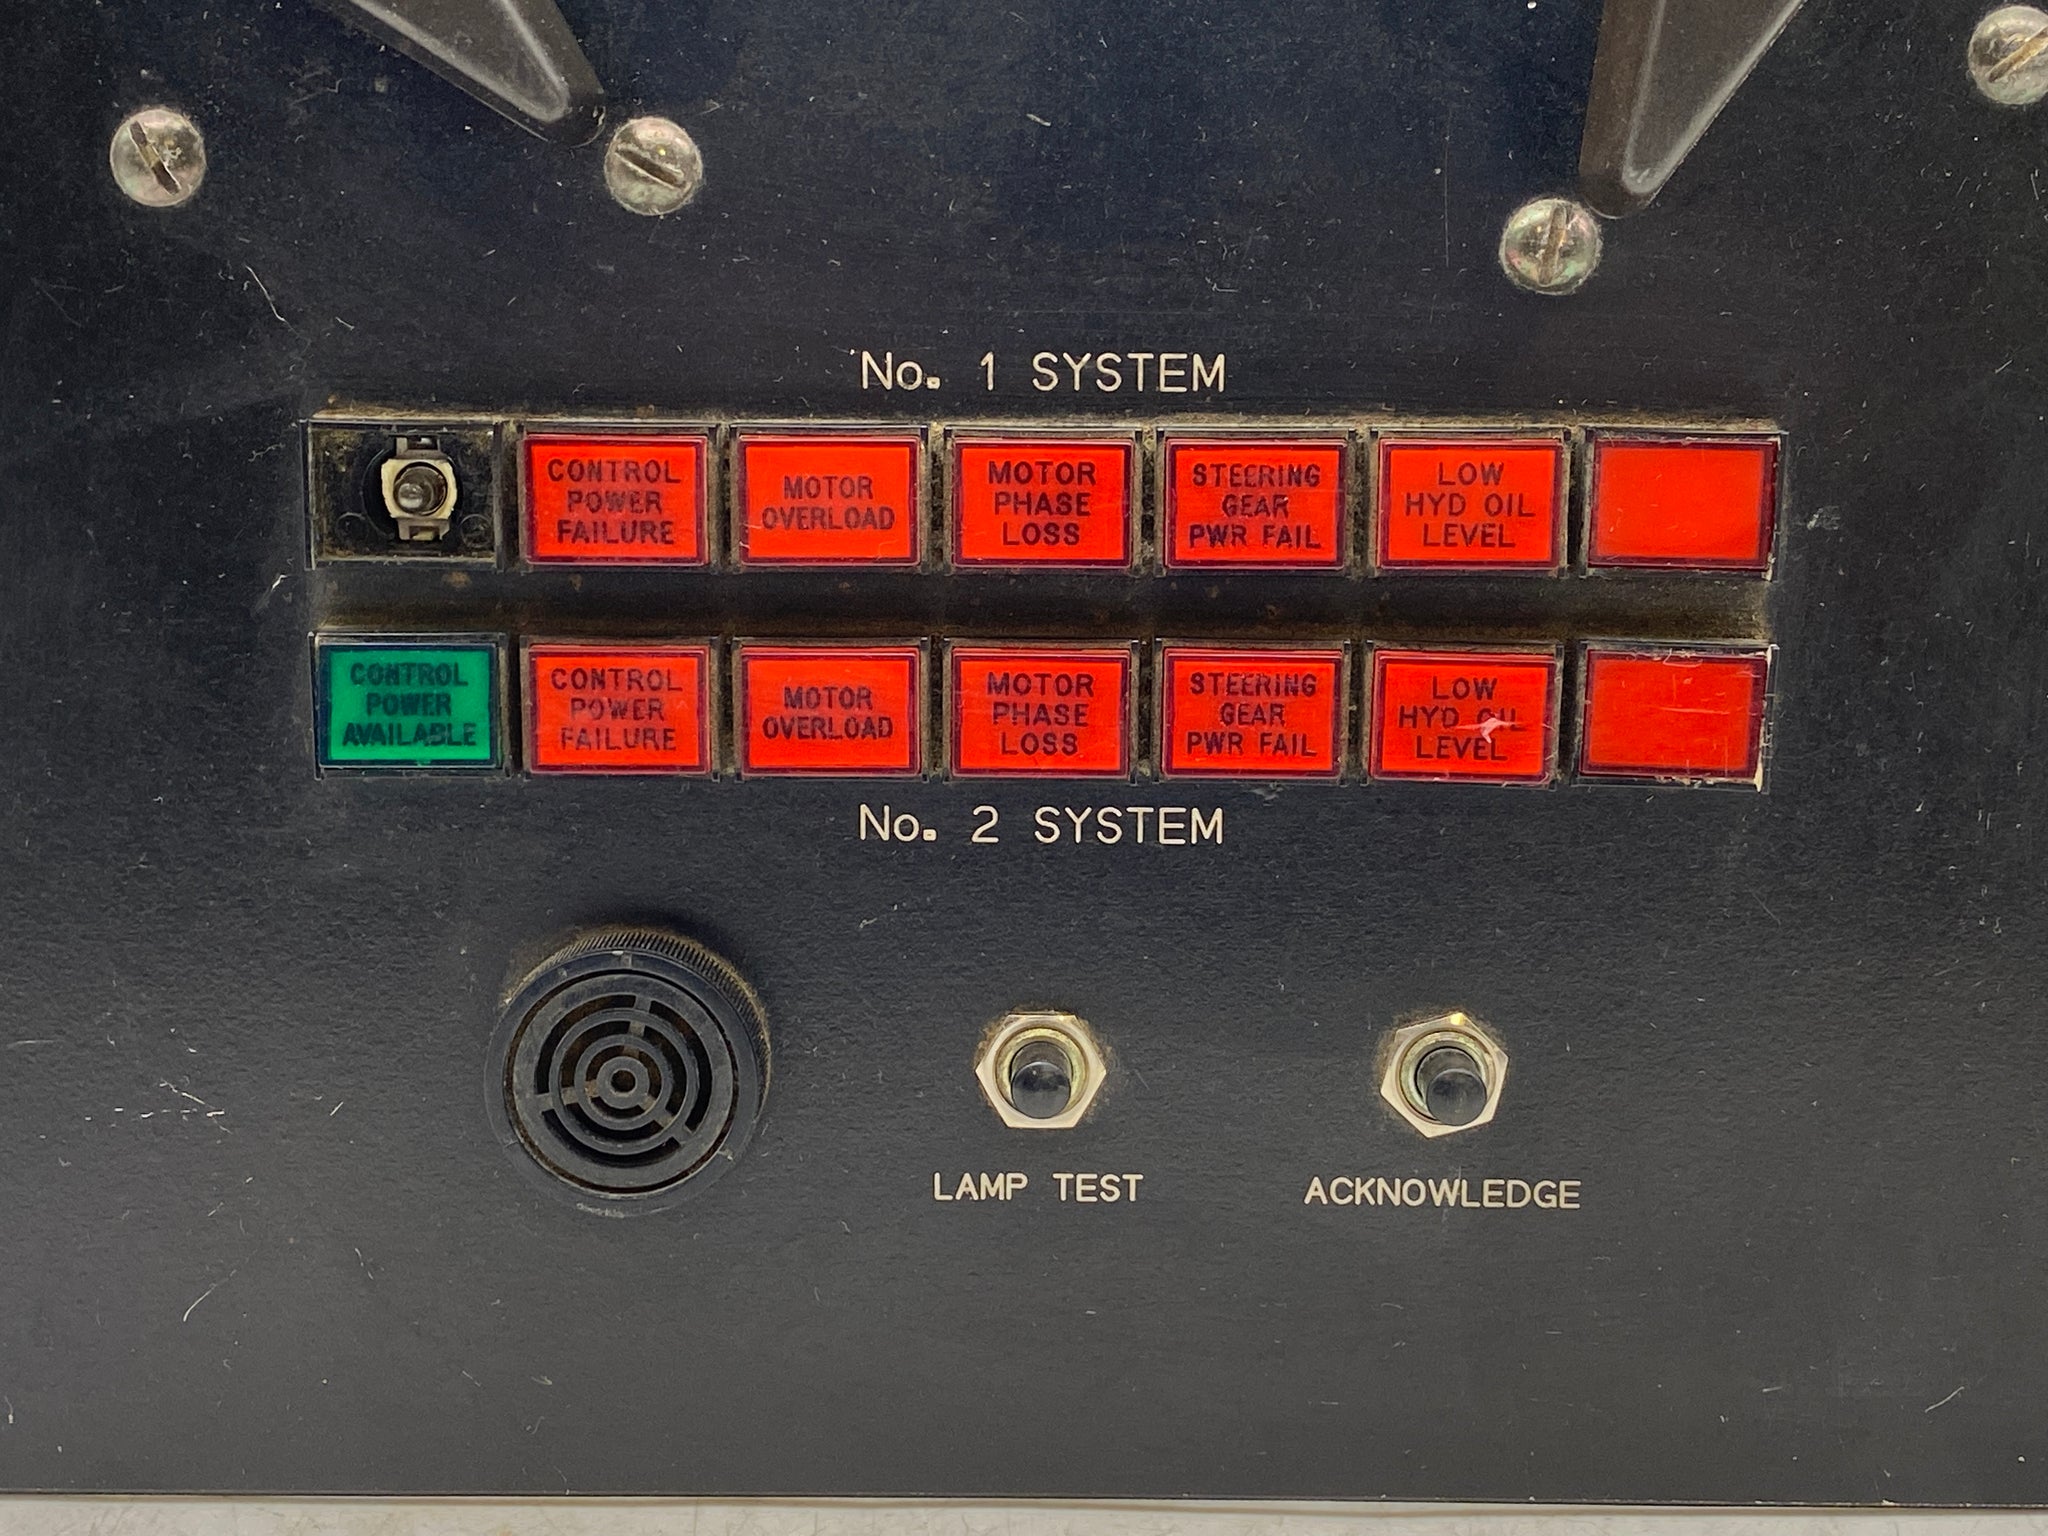 No. 1 SYSTEM
CONTROL
POWER
FAILURE
MOTOR
OVERLOAD
MOTOR
PHASE
LOSS
STEERING
GEAR
PWR FAIL
LOW
HYD OIL
LEVEL
CONTROL
POWER
AVAILABLE
CONTROL
POWER
FAILURE
MOTOR
OVERLOAD
MOTOR
PHASE
LOSS
STEERING
GEAR
PWR FAIL
LOW
HYD OIL
LEVEL
No. 2 SYSTEM
LAMP TEST
ACKNOWLEDGE